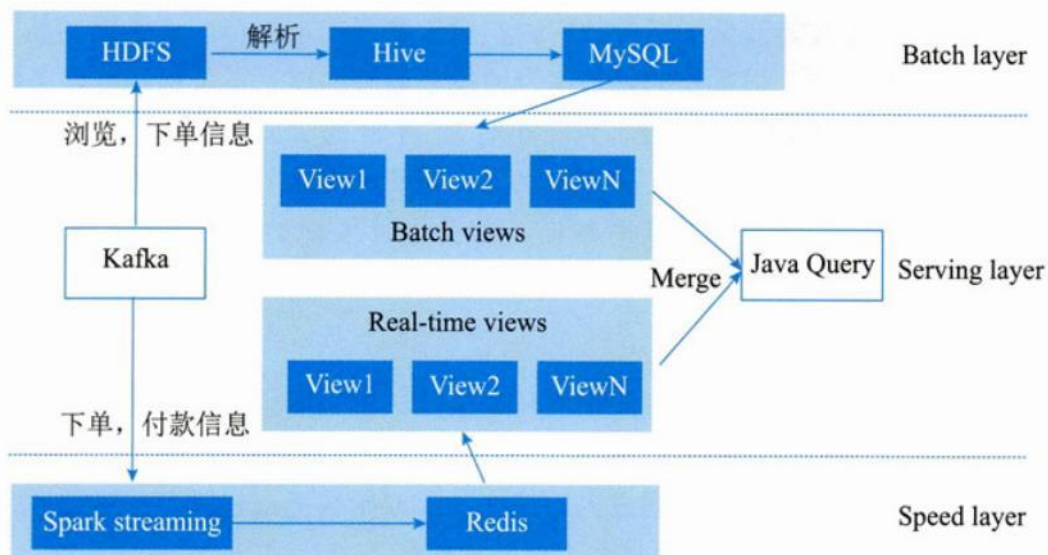 HDFS
解析
Hive
MySQL
Batch layer
浏览，下单信息
View1
View2
ViewN
Batch views
Kafka
Merge
Java Query
Serving layer
Real-time views
View1
View2
ViewN
下单，付款信息
Spark streaming
Redis
Speed layer